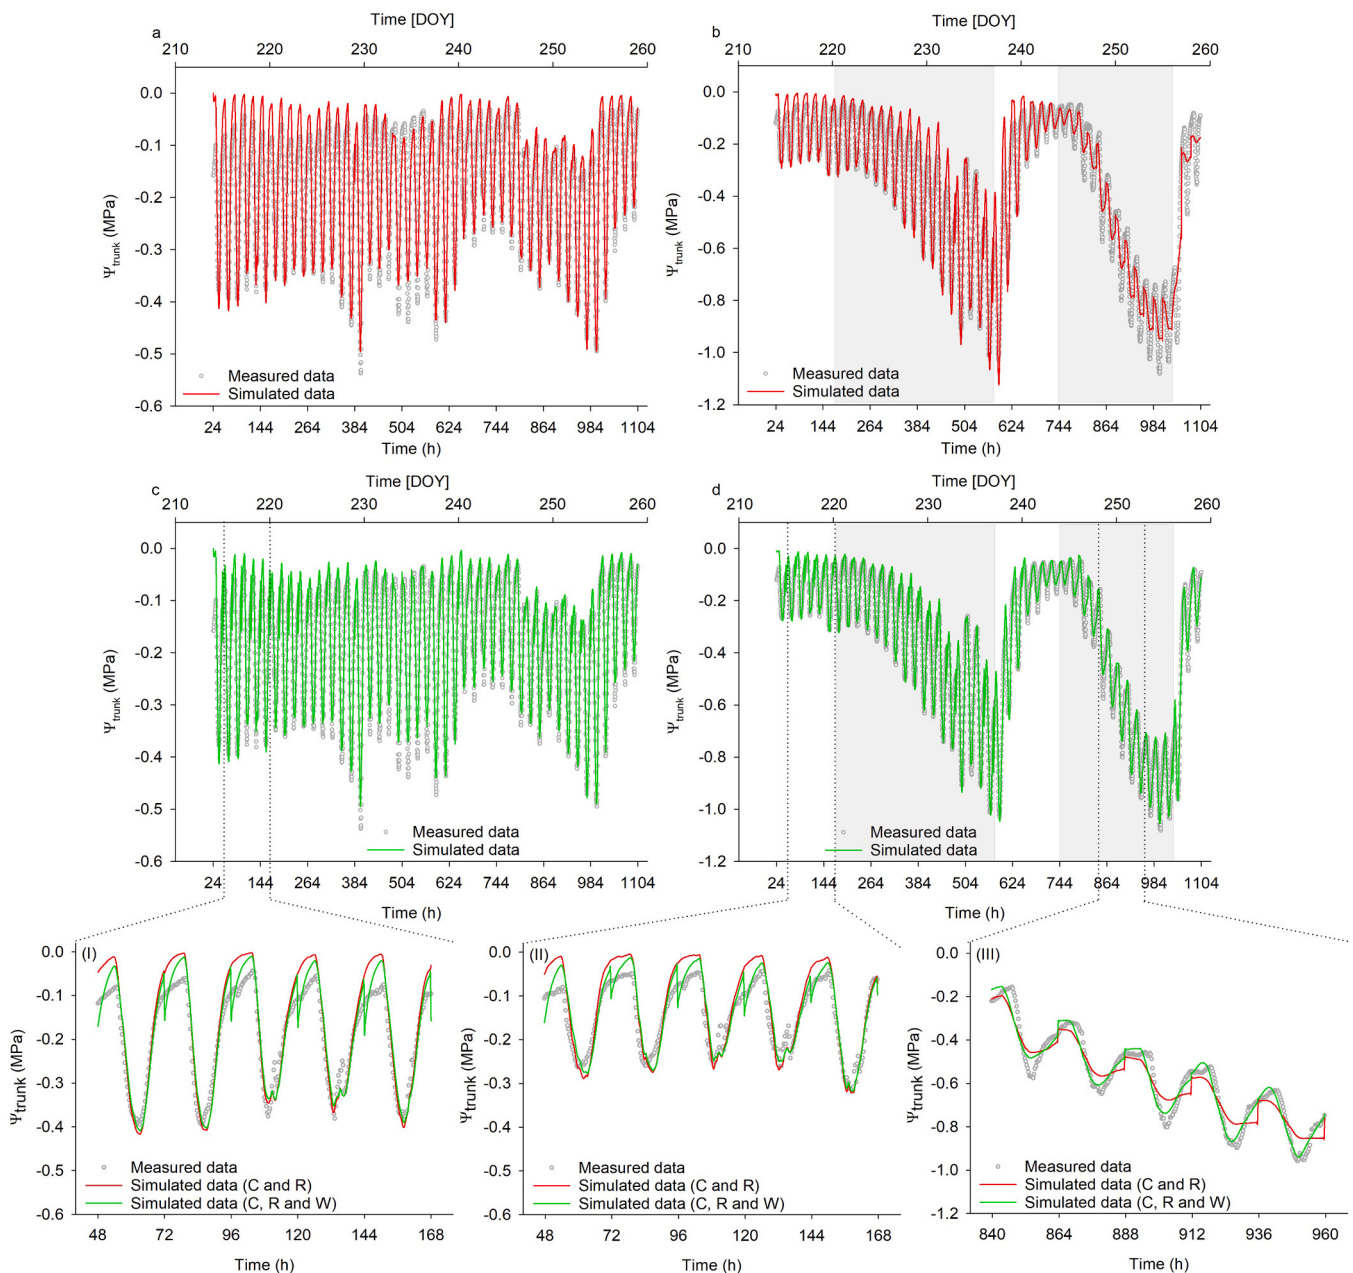 a
Time [DOY]
210 220 230 240 250 260
0.0
-0.1
-0.2
-0.3
-0.4
-0.5
-0.6
Ψtrunk (MPa)
Measured data
Simulated data
24 144 264 384 504 624 744 864 984 1104
Time (h)
b
Time [DOY]
210 220 230 240 250 260
0.0
-0.2
-0.4
-0.6
-0.8
-1.0
-1.2
Ψtrunk (MPa)
Measured data
Simulated data
24 144 264 384 504 624 744 864 984 1104
Time (h)
c
Time [DOY]
210 220 230 240 250 260
0.0
-0.1
-0.2
-0.3
-0.4
-0.5
-0.6
Ψtrunk (MPa)
Measured data
Simulated data
24 144 264 384 504 624 744 864 984 1104
Time (h)
d
Time [DOY]
210 220 230 240 250 260
0.0
-0.2
-0.4
-0.6
-0.8
-1.0
-1.2
Ψtrunk (MPa)
Measured data
Simulated data
24 144 264 384 504 624 744 864 984 1104
Time (h)
(I)
0.0
-0.1
-0.2
-0.3
-0.4
-0.5
-0.6
Ψtrunk (MPa)
Measured data
Simulated data (C and R)
Simulated data (C, R and W)
48 72 96 120 144 168
Time (h)
(II)
0.0
-0.1
-0.2
-0.3
-0.4
-0.5
-0.6
Ψtrunk (MPa)
Measured data
Simulated data (C and R)
Simulated data (C, R and W)
48 72 96 120 144 168
Time (h)
(III)
0.0
-0.2
-0.4
-0.6
-0.8
-1.0
-1.2
Ψtrunk (MPa)
Measured data
Simulated data (C and R)
Simulated data (C, R and W)
840 864 888 912 936 960
Time (h)